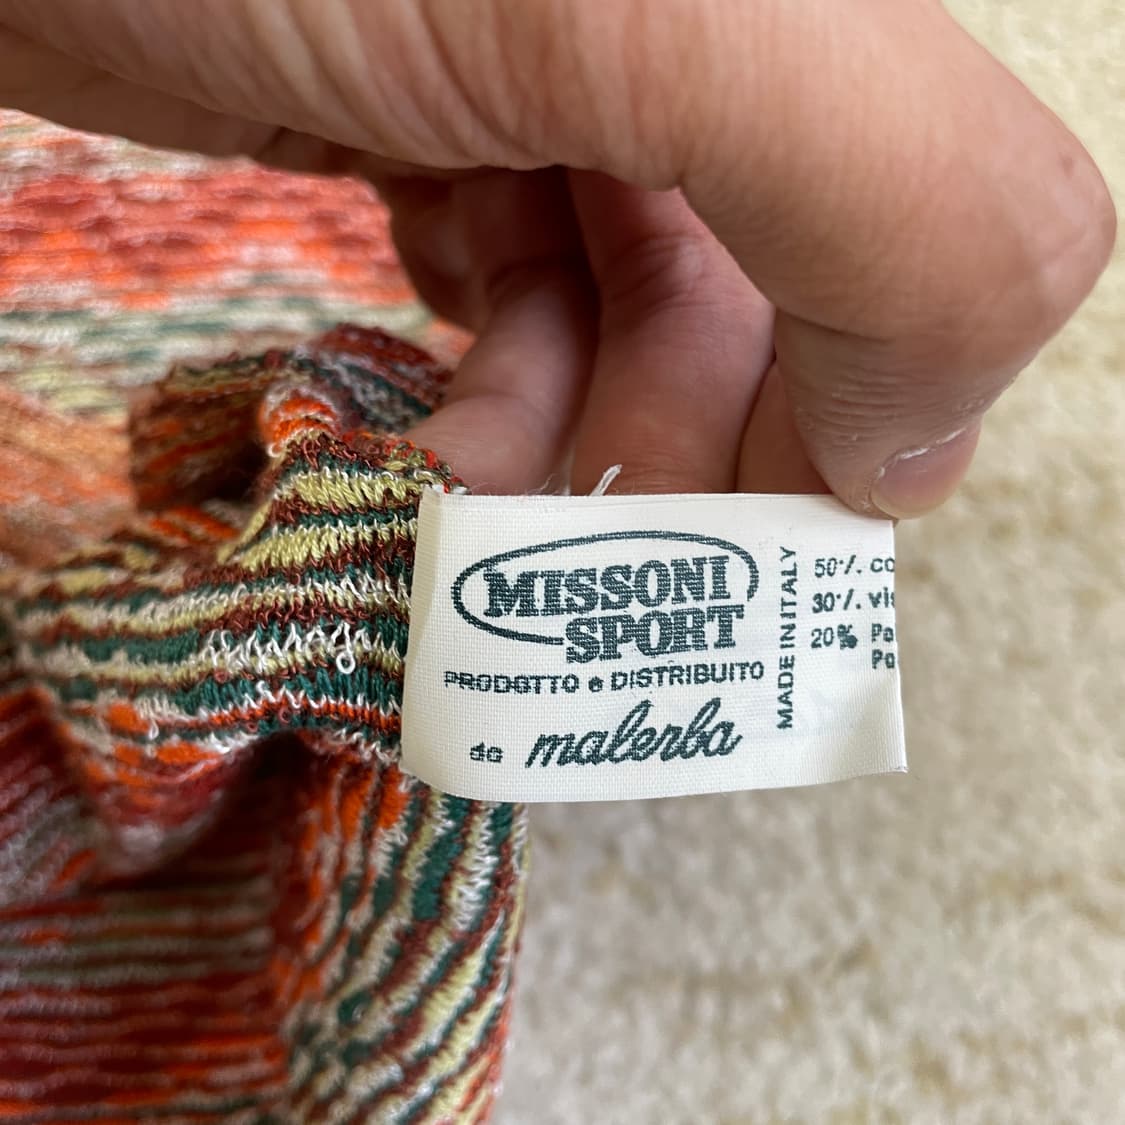 MISSONI
SPORT
PRODOTTO e DISTRIBUITO
da malerba
MADE IN ITALY
50%
30%
20%